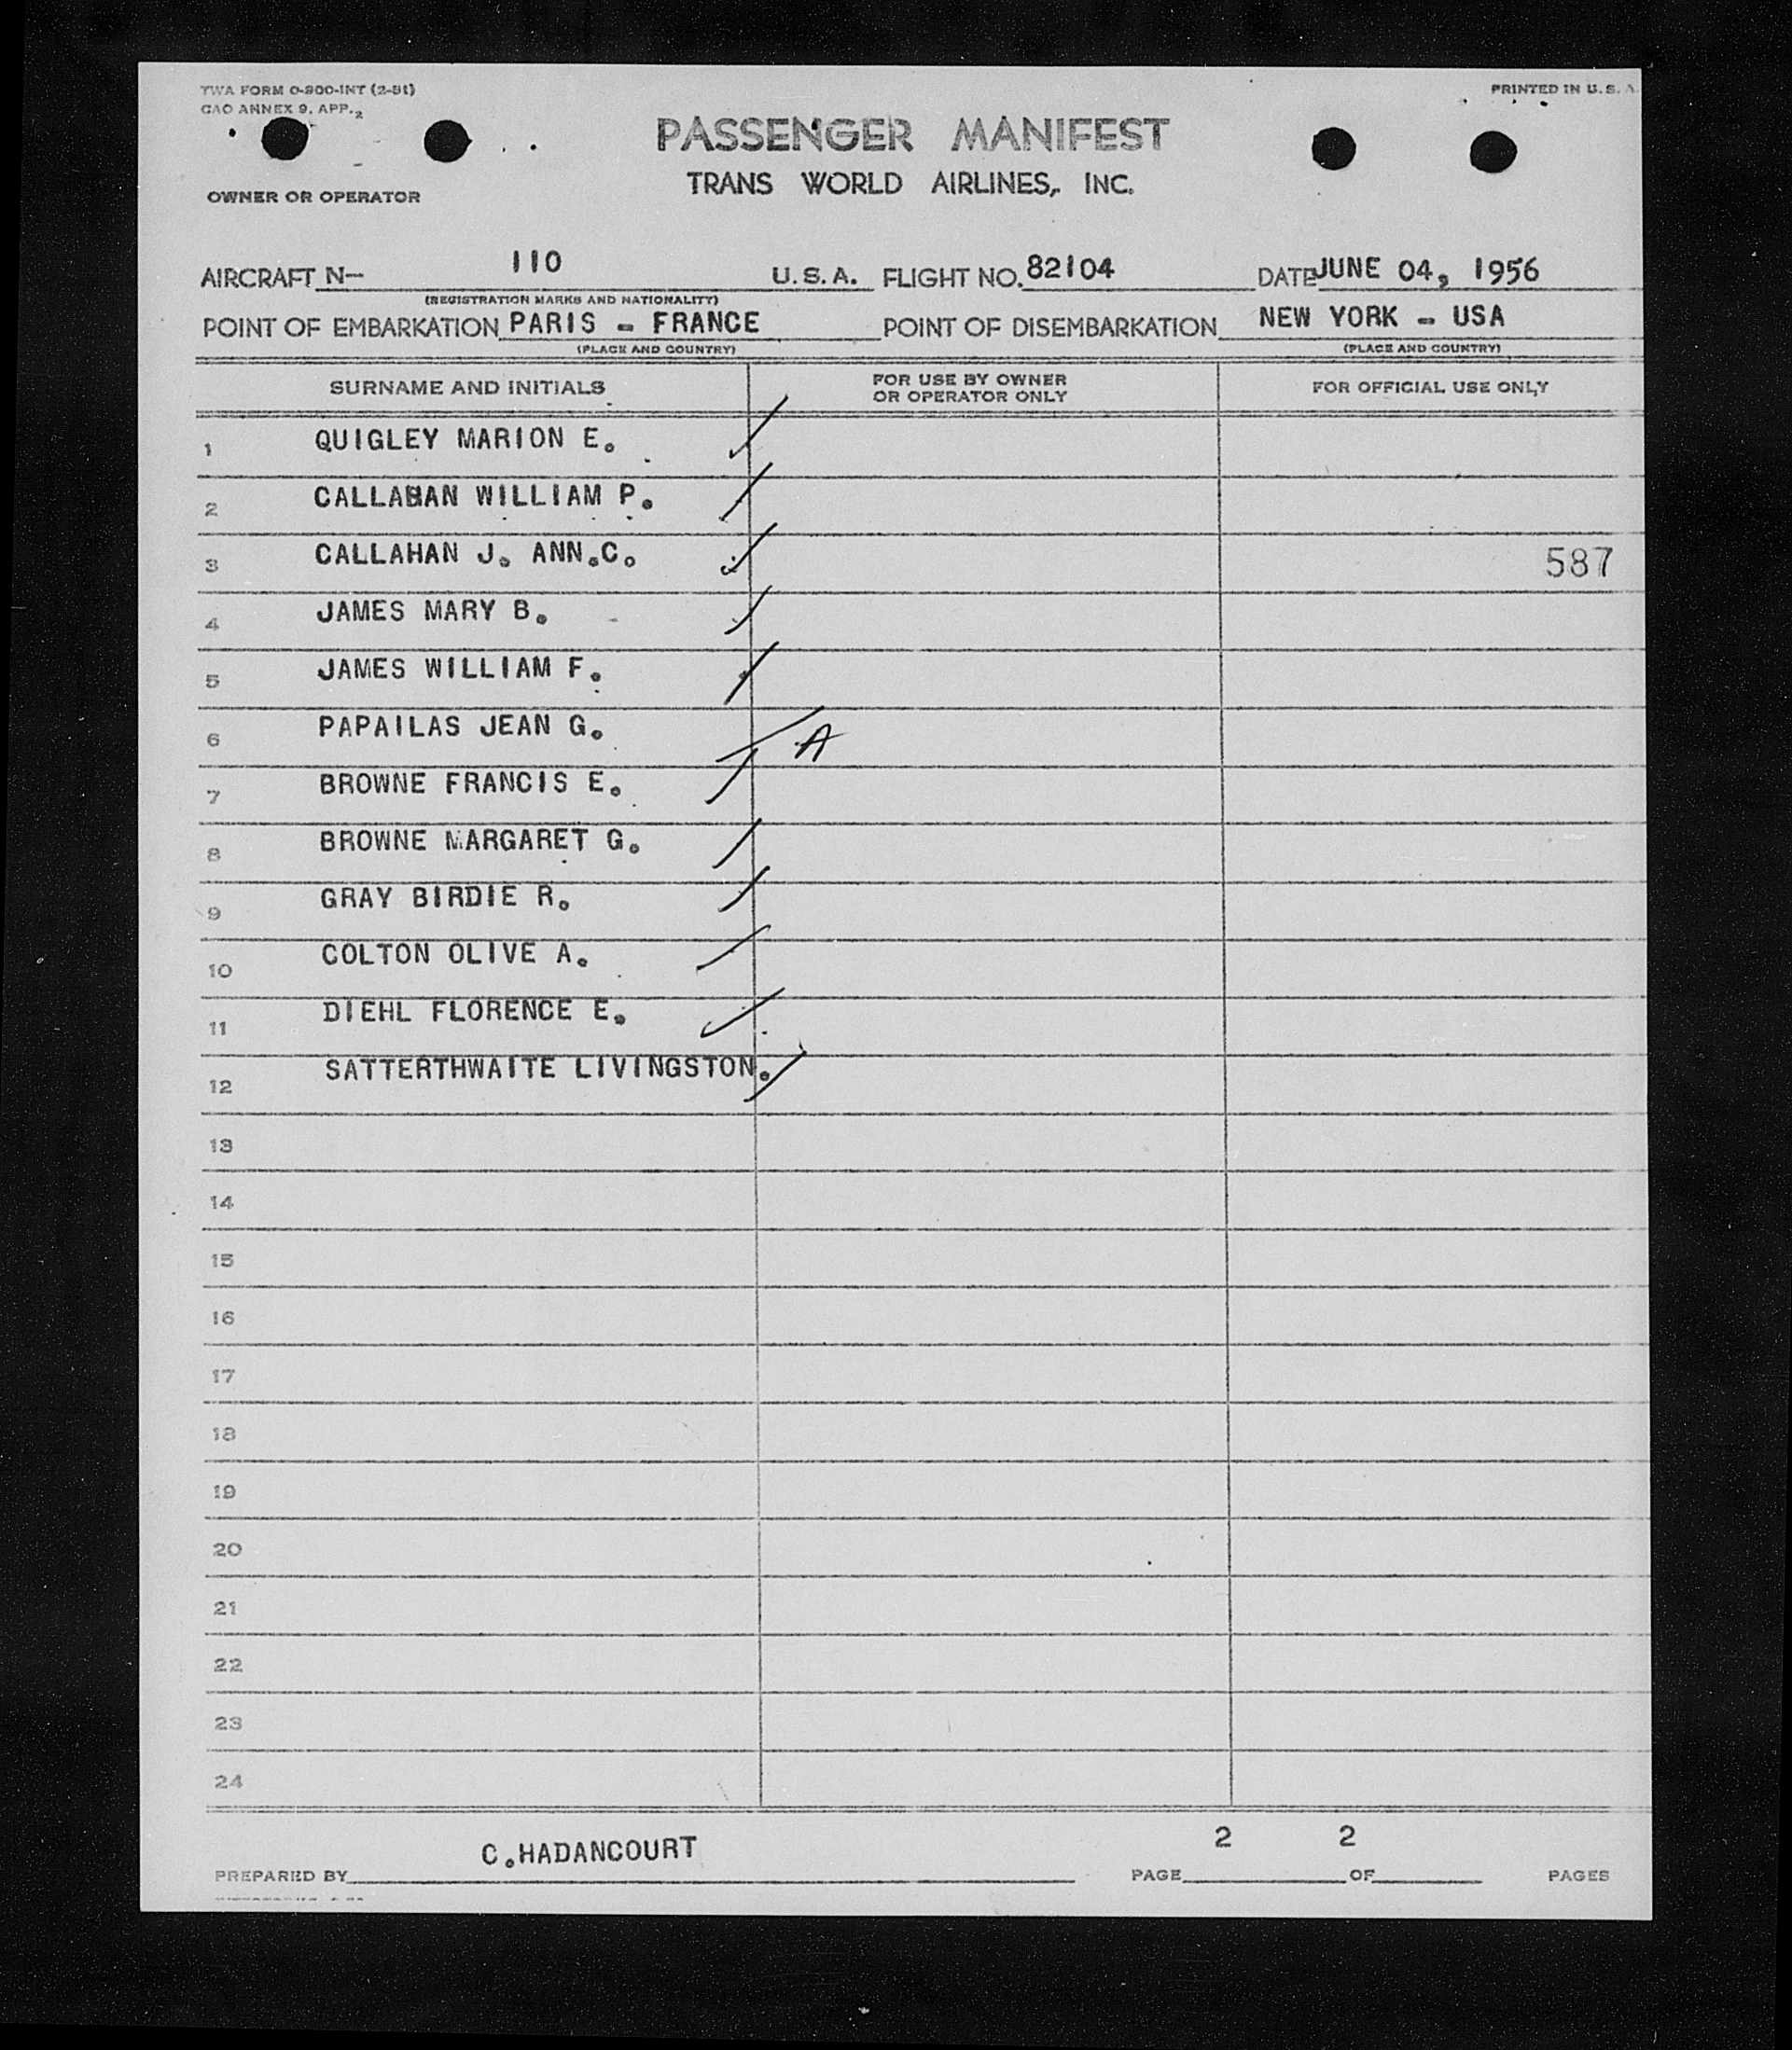 TWA FORM O-900-INT (2-51)
PRINTED IN U.S.A.
CAO ANNEX 9, APP. 2
PASSENGER MANIFEST
TRANS WORLD AIRLINES, INC.
OWNER OR OPERATOR
AIRCRAFT N- 110 U.S.A. FLIGHT NO. 82104 DATE JUNE 04, 1956
(REGISTRATION MARKS AND NATIONALITY)
POINT OF EMBARKATION PARIS - FRANCE POINT OF DISEMBARKATION NEW YORK - USA
(PLACE AND COUNTRY) (PLACE AND COUNTRY)
SURNAME AND INITIALS FOR USE BY OWNER OR OPERATOR ONLY FOR OFFICIAL USE ONLY
1 QUIGLEY MARION E.
2 CALLAHAN WILLIAM P.
3 CALLAHAN J. ANN.C. 587
4 JAMES MARY B.
5 JAMES WILLIAM F.
6 PAPAILAS JEAN G. A
7 BROWNE FRANCIS E.
8 BROWNE MARGARET G.
9 GRAY BIRDIE R.
10 COLTON OLIVE A.
11 DIEHL FLORENCE E.
12 SATTERTHWAITE LIVINGSTON.
13
14
15
16
17
18
19
20
21
22
23
24
PREPARED BY C.HADANCOURT PAGE 2 OF 2 PAGES